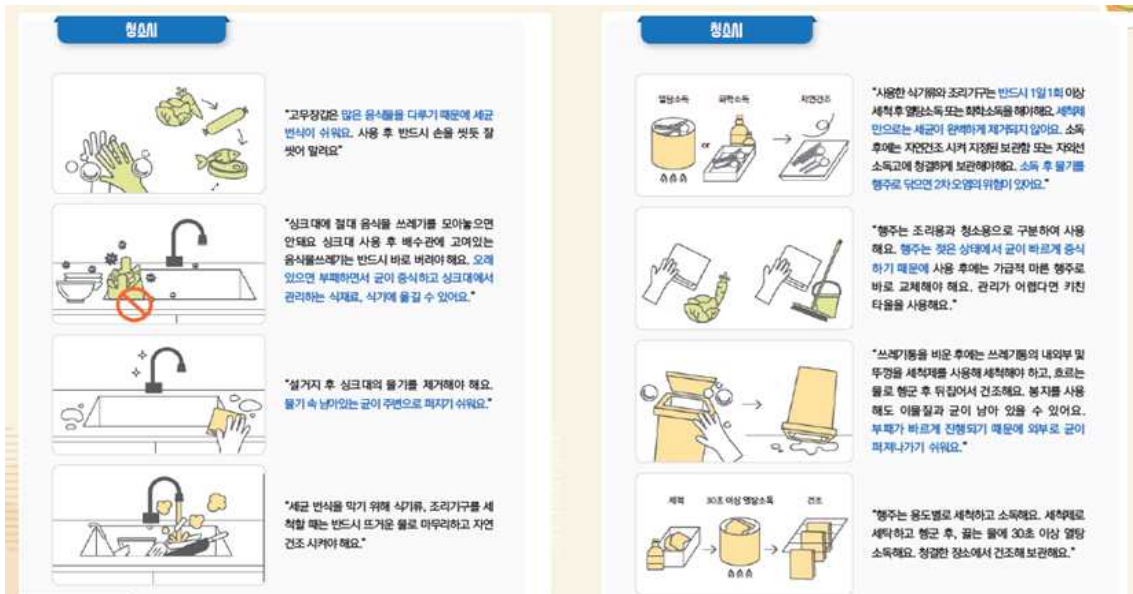 청소시
"고무장갑은 많은 음식물을 다루기 때문에 세균
번식이 쉬워요. 사용 후 반드시 손을 씻듯 잘
씻어 말려요"
"싱크대에 절대 음식물 쓰레기를 모아놓으면
안돼요 싱크대 사용 후 배수관에 고여있는
음식물쓰레기는 반드시 바로 버려야 해요. 오래
있으면 부패하면서 균이 증식하고 싱크대에서
관리하는 식재료, 식기에 옮길 수 있어요."
"설거지 후 싱크대의 물기를 제거해야 해요.
물기 속 남아있는 균이 주변으로 퍼지기 쉬워요."
"세균 번식을 막기 위해 식기류, 조리기구를 세
척할 때는 반드시 뜨거운 물로 마무리하고 자연
건조 시켜야 해요."
청소시
열탕소독 or 화학소독 자연건조
"사용한 식기류와 조리기구는 반드시 1일 1회 이상
세척 후 열탕소독 또는 화학소독을 해야해요. 세척제
만으로는 세균이 완벽하게 제거되지 않아요. 소독
후에는 자연건조 시켜 지정된 보관함 또는 자외선
소독고에 청결하게 보관해야해요. 소독 후 물기를
행주로 닦으면 2차 오염의 위험이 있어요."
"행주는 조리용과 청소용으로 구분하여 사용
해요. 행주는 젖은 상태에서 균이 빠르게 증식
하기 때문에 사용 후에는 가급적 마른 행주로
바로 교체해야 해요. 관리가 어렵다면 키친
타올을 사용해요."
"쓰레기통을 비운 후에는 쓰레기통의 내외부 및
뚜껑을 세척제를 사용해 세척해야 하고, 흐르는
물로 헹군 후 뒤집어서 건조해요. 봉지를 사용
해도 이물질과 균이 남아 있을 수 있어요.
부패가 바르게 진행되기 때문에 외부로 균이
퍼져나가기 쉬워요."
세척 30초 이상 열탕소독 건조
"행주는 용도별로 세척하고 소독해요. 세척제로
세탁하고 헹군 후, 끓는 물에 30초 이상 열탕
소독해요. 청결한 장소에서 건조해 보관해요."